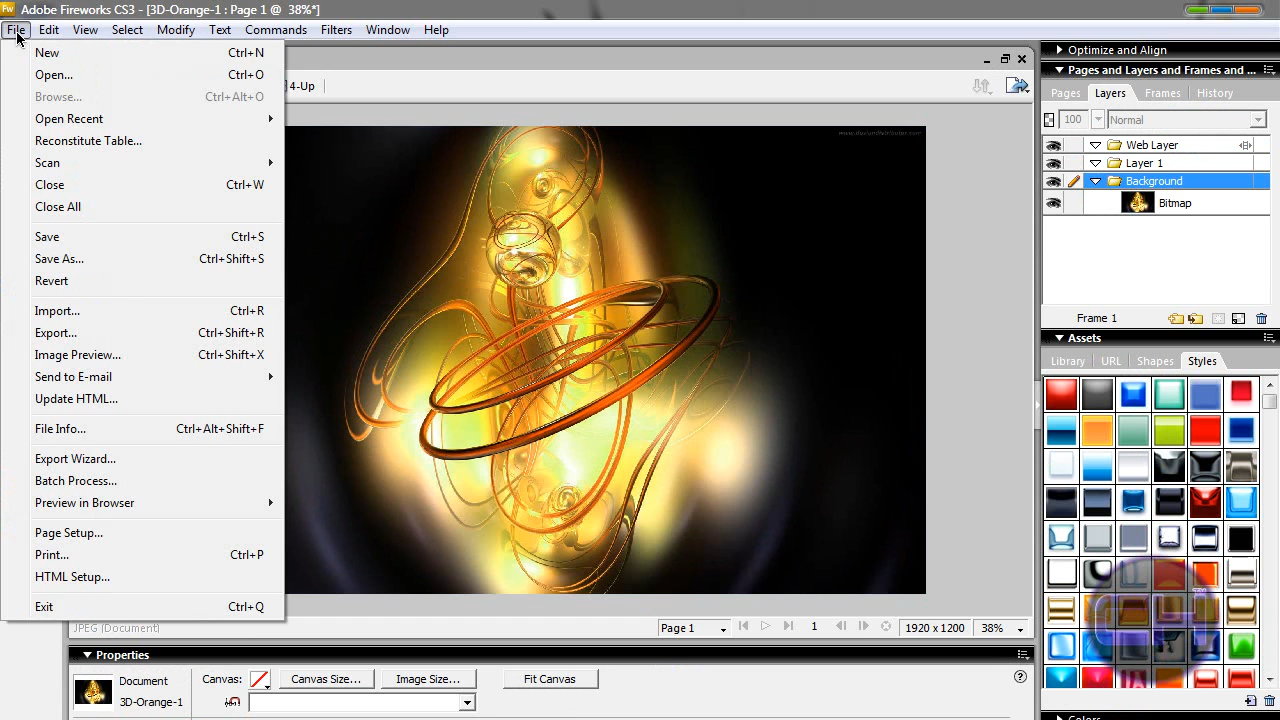 Fw Adobe Fireworks CS3 - [3D-Orange-1 : Page 1 @ 38%*]
File Edit View Select Modify Text Commands Filters Window Help
New Ctrl+N
Open... Ctrl+O
Browse... Ctrl+Alt+O
Open Recent
Reconstitute Table...
Scan
Close Ctrl+W
Close All
Save Ctrl+S
Save As... Ctrl+Shift+S
Revert
Import... Ctrl+R
Export... Ctrl+Shift+R
Image Preview... Ctrl+Shift+X
Send to E-mail
Update HTML...
File Info... Ctrl+Alt+Shift+F
Export Wizard...
Batch Process...
Preview in Browser
Page Setup...
Print... Ctrl+P
HTML Setup...
Exit Ctrl+Q
4-Up
JPEG (Document)
Page 1
1
1920 x 1200
38%
Properties
Document
3D-Orange-1
Canvas:
Canvas Size...
Image Size...
Fit Canvas
Optimize and Align
Pages and Layers and Frames and ...
Pages Layers Frames History
100 Normal
Web Layer
Layer 1
Background
Bitmap
Frame 1
Assets
Library URL Shapes Styles
Colors